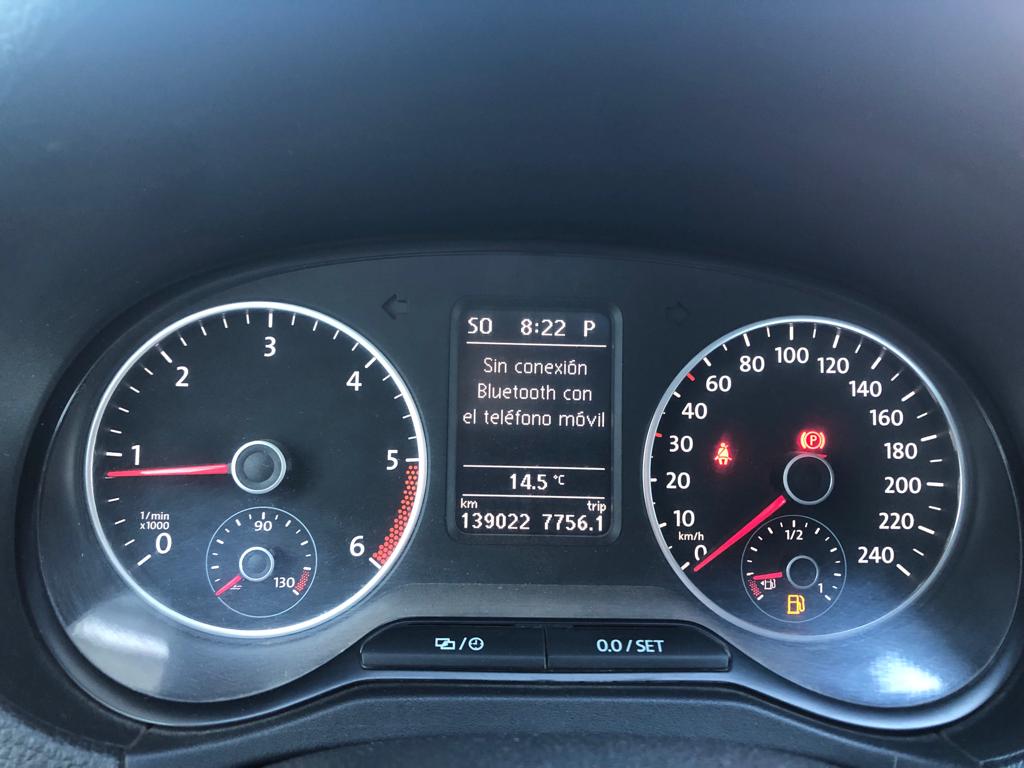 SO 8:22 P
Sin conexión
Bluetooth con
el teléfono móvil
14.5 °C
km trip
139022 7756.1
0
1
2
3
4
5
6
1/min
x1000
90
130
0
10
20
30
40
60
80
100
120
140
160
180
200
220
240
km/h
(P)
1/2
1
0.0 / SET